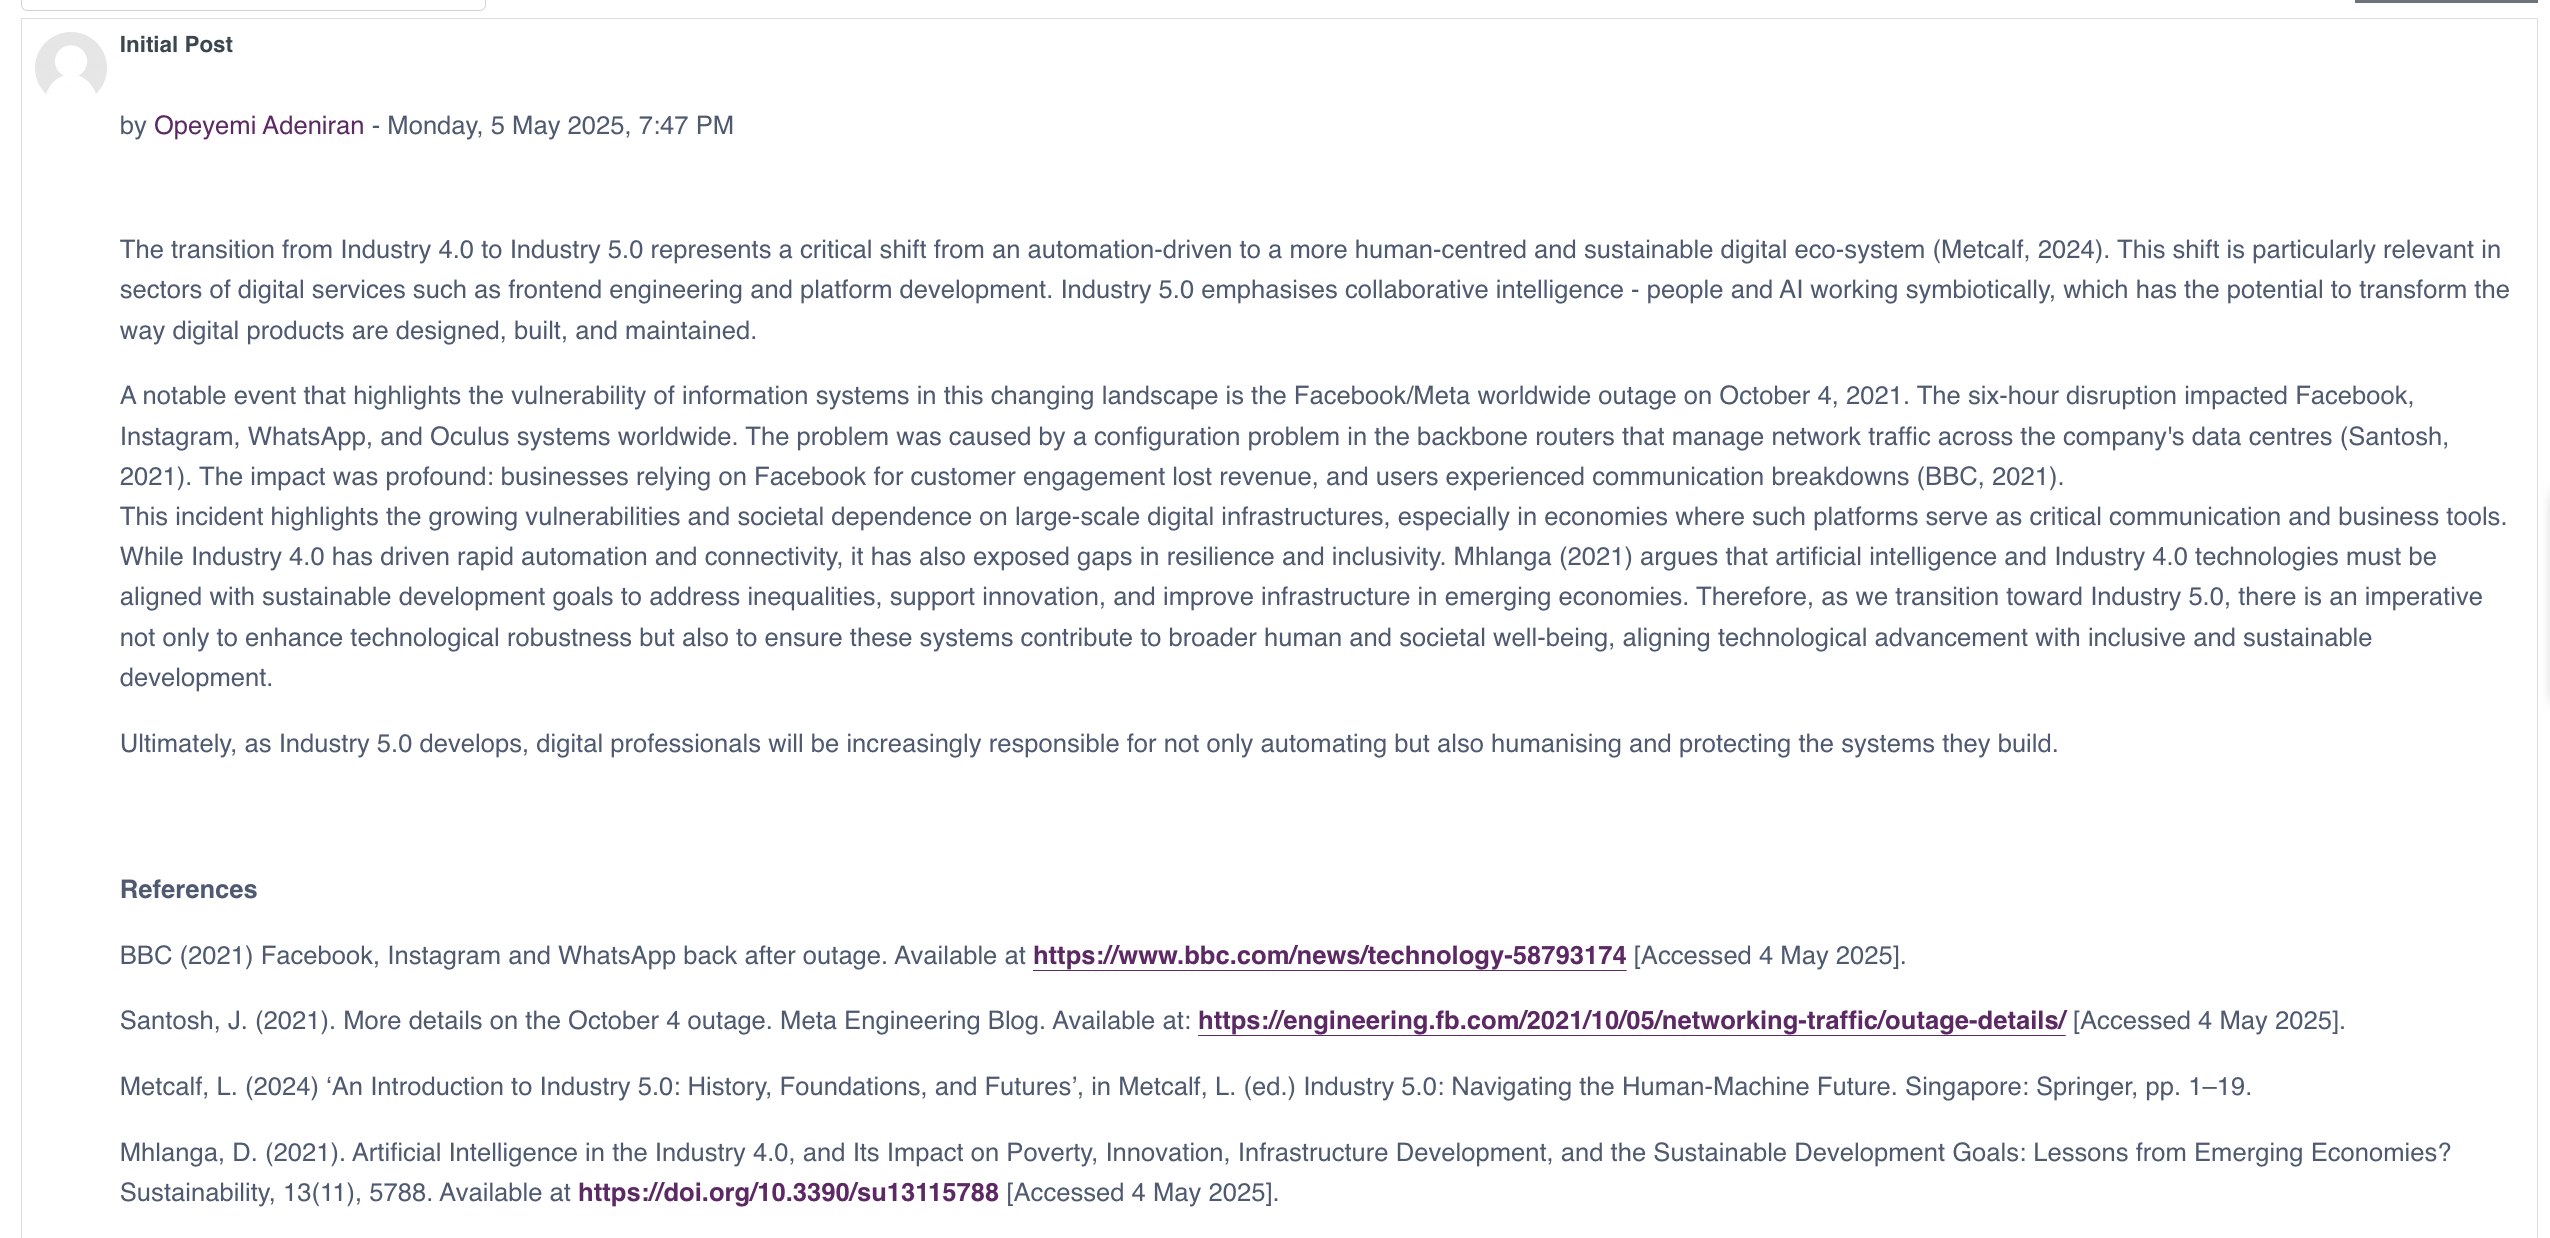 Initial Post
by Opeyemi Adeniran - Monday, 5 May 2025, 7:47 PM
The transition from Industry 4.0 to Industry 5.0 represents a critical shift from an automation-driven to a more human-centred and sustainable digital eco-system (Metcalf, 2024). This shift is particularly relevant in
sectors of digital services such as frontend engineering and platform development. Industry 5.0 emphasises collaborative intelligence - people and AI working symbiotically, which has the potential to transform the
way digital products are designed, built, and maintained.
A notable event that highlights the vulnerability of information systems in this changing landscape is the Facebook/Meta worldwide outage on October 4, 2021. The six-hour disruption impacted Facebook,
Instagram, WhatsApp, and Oculus systems worldwide. The problem was caused by a configuration problem in the backbone routers that manage network traffic across the company's data centres (Santosh,
2021). The impact was profound: businesses relying on Facebook for customer engagement lost revenue, and users experienced communication breakdowns (BBC, 2021).
This incident highlights the growing vulnerabilities and societal dependence on large-scale digital infrastructures, especially in economies where such platforms serve as critical communication and business tools.
While Industry 4.0 has driven rapid automation and connectivity, it has also exposed gaps in resilience and inclusivity. Mhlanga (2021) argues that artificial intelligence and Industry 4.0 technologies must be
aligned with sustainable development goals to address inequalities, support innovation, and improve infrastructure in emerging economies. Therefore, as we transition toward Industry 5.0, there is an imperative
not only to enhance technological robustness but also to ensure these systems contribute to broader human and societal well-being, aligning technological advancement with inclusive and sustainable
development.
Ultimately, as Industry 5.0 develops, digital professionals will be increasingly responsible for not only automating but also humanising and protecting the systems they build.
References
BBC (2021) Facebook, Instagram and WhatsApp back after outage. Available at https://www.bbc.com/news/technology-58793174 [Accessed 4 May 2025].
Santosh, J. (2021). More details on the October 4 outage. Meta Engineering Blog. Available at: https://engineering.fb.com/2021/10/05/networking-traffic/outage-details/ [Accessed 4 May 2025].
Metcalf, L. (2024) ‘An Introduction to Industry 5.0: History, Foundations, and Futures’, in Metcalf, L. (ed.) Industry 5.0: Navigating the Human-Machine Future. Singapore: Springer, pp. 1–19.
Mhlanga, D. (2021). Artificial Intelligence in the Industry 4.0, and Its Impact on Poverty, Innovation, Infrastructure Development, and the Sustainable Development Goals: Lessons from Emerging Economies?
Sustainability, 13(11), 5788. Available at https://doi.org/10.3390/su13115788 [Accessed 4 May 2025].